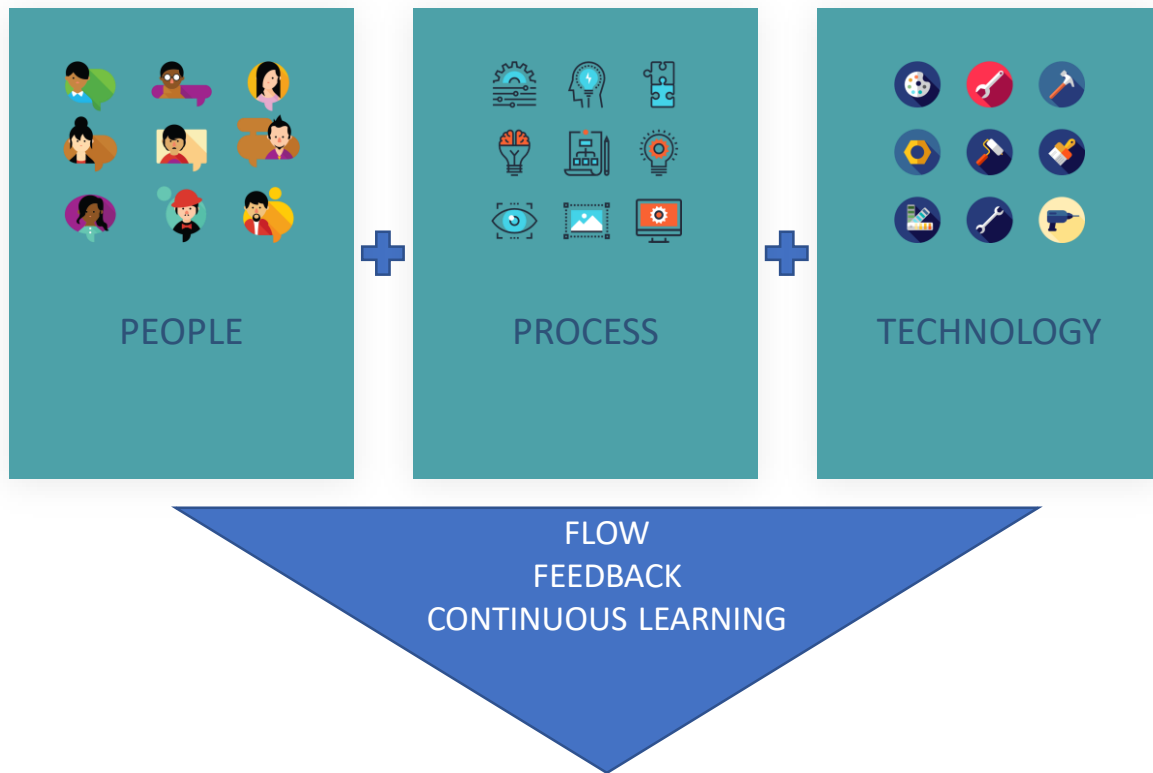 PEOPLE
PROCESS
TECHNOLOGY
FLOW
FEEDBACK
CONTINUOUS LEARNING